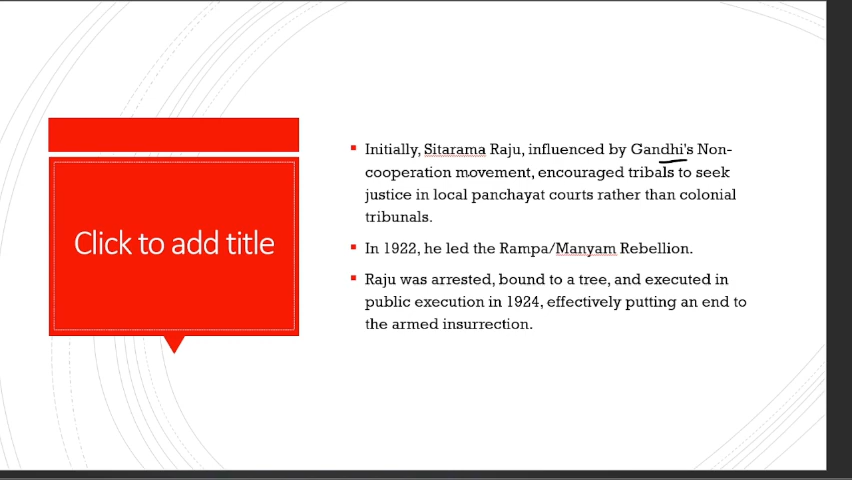 Click to add title
Initially, Sitarama Raju, influenced by Gandhi's Non-
cooperation movement, encouraged tribals to seek
justice in local panchayat courts rather than colonial
tribunals.
In 1922, he led the Rampa/Manyam Rebellion.
Raju was arrested, bound to a tree, and executed in
public execution in 1924, effectively putting an end to
the armed insurrection.